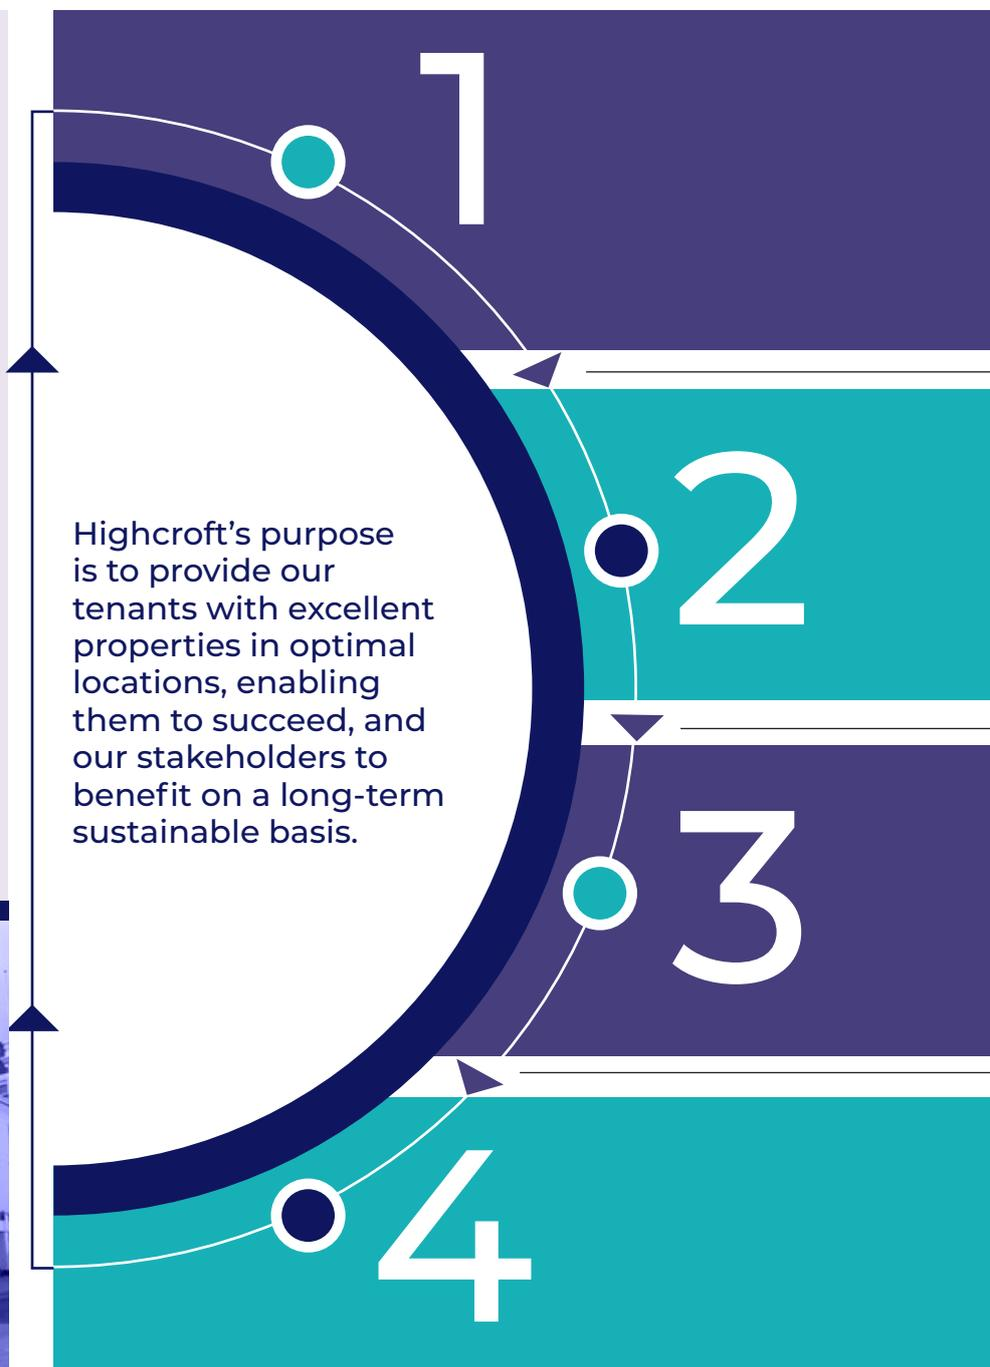 1
2
Highcroft’s purpose
is to provide our
tenants with excellent
properties in optimal
locations, enabling
them to succeed, and
our stakeholders to
benefit on a long-term
sustainable basis.
3
4